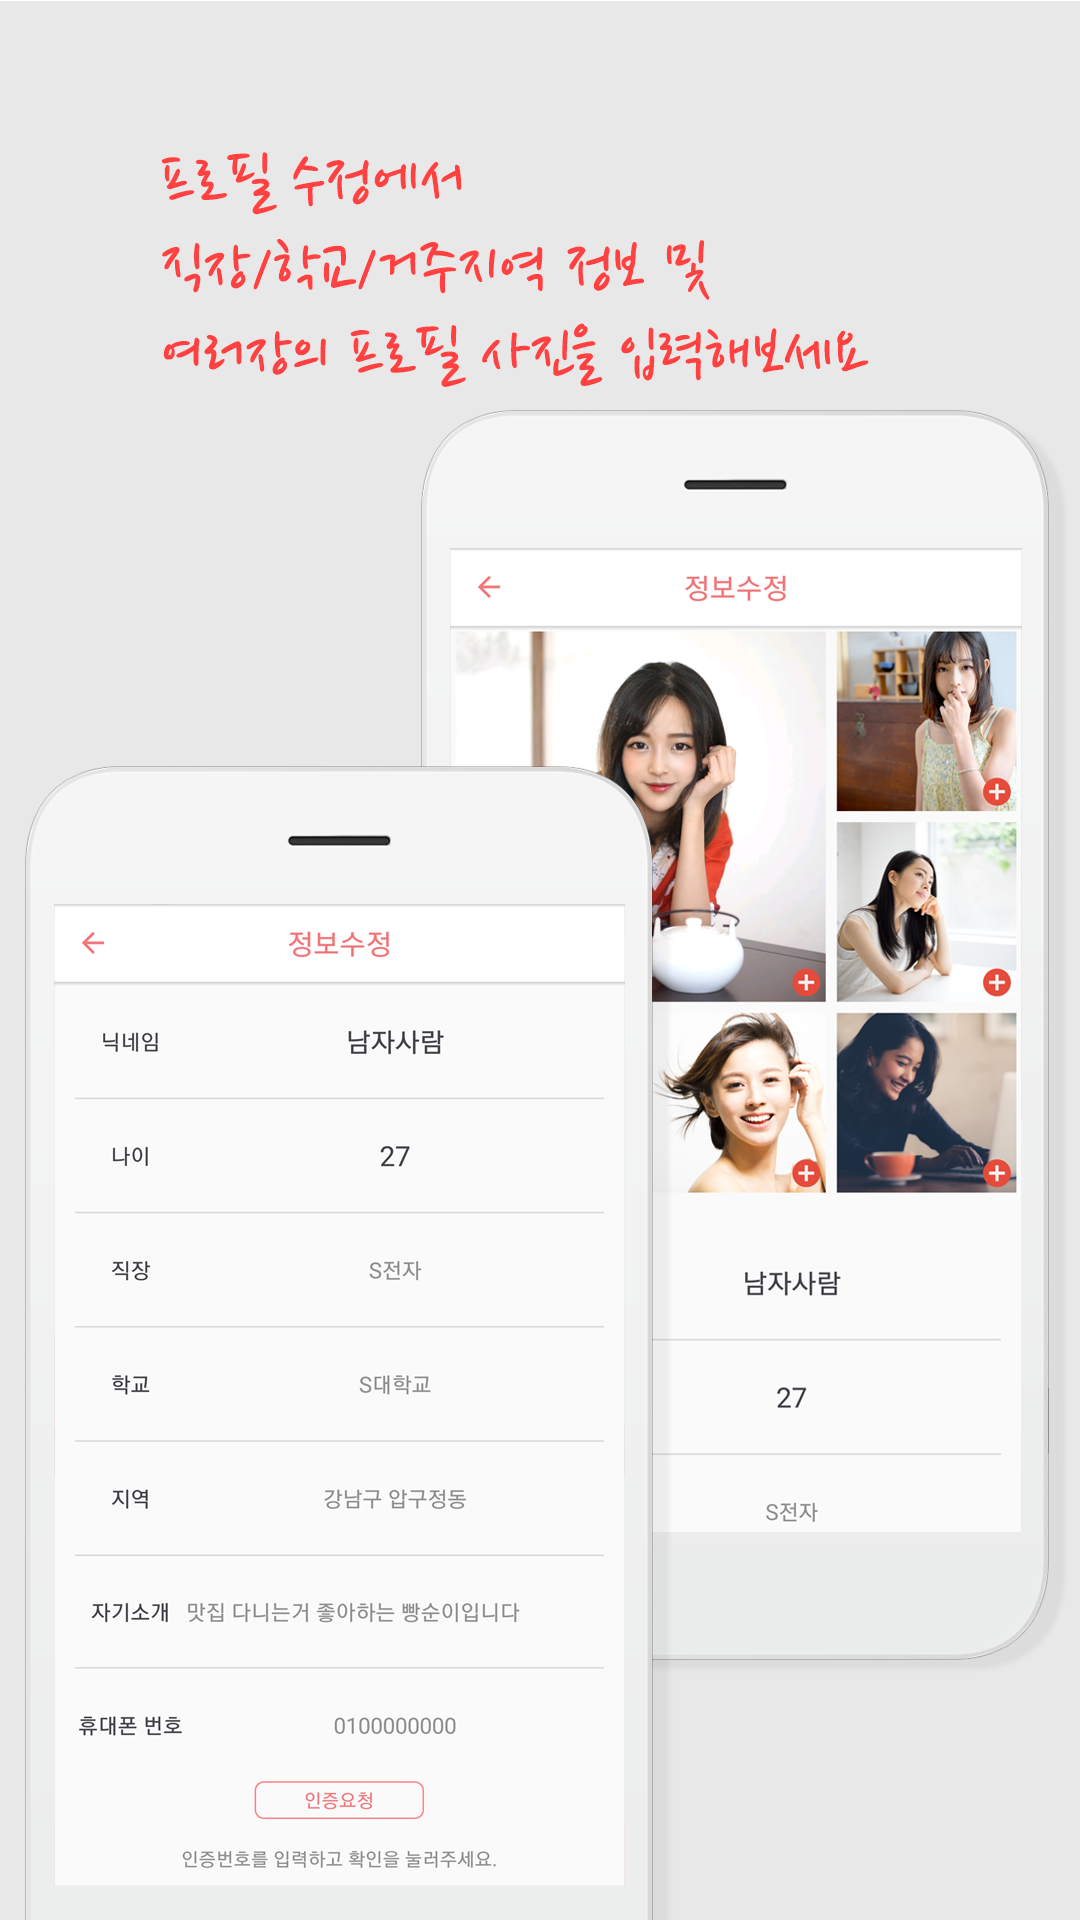 프로필 수정에서
직장/학교/거주지역 정보 및
여러장의 프로필 사진을 입력해보세요
정보수정
남자사람
27
S전자
정보수정
닉네임 남자사람
나이 27
직장 S전자
학교 S대학교
지역 강남구 압구정동
자기소개 맛집 다니는거 좋아하는 빵순이입니다
휴대폰 번호 0100000000
인증요청
인증번호를 입력하고 확인을 눌러주세요.